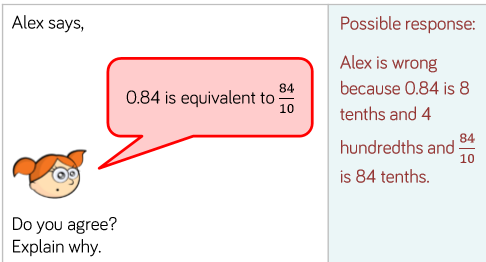 Alex says,
0.84 is equivalent to 84/10
Do you agree?
Explain why.
Possible response:
Alex is wrong
because 0.84 is 8
tenths and 4
hundredths and 84/10
is 84 tenths.